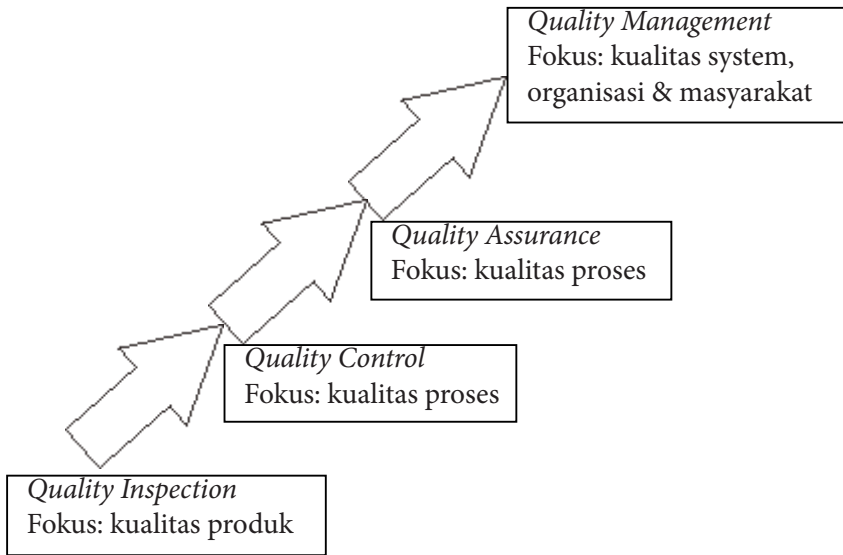 Quality Management
Fokus: kualitas system,
organisasi & masyarakat
Quality Assurance
Fokus: kualitas proses
Quality Control
Fokus: kualitas proses
Quality Inspection
Fokus: kualitas produk